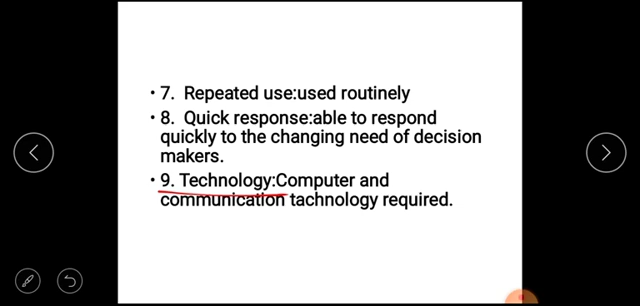 • 7. Repeated use:used routinely
• 8. Quick response:able to respond
quickly to the changing need of decision
makers.
• 9. Technology:Computer and
communication tachnology required.